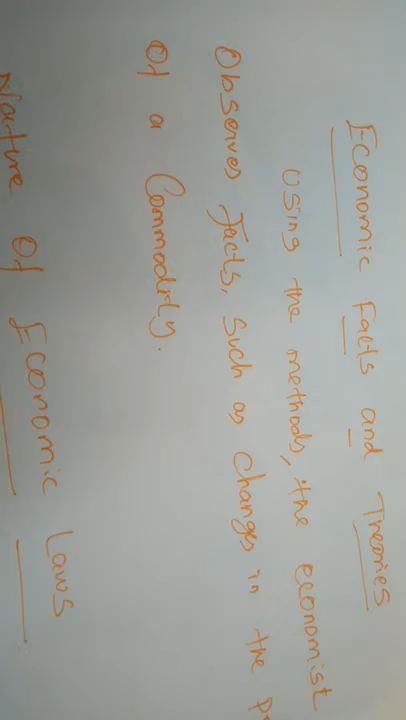 Economic Facts and Theories
Using the methods, the economist
Observes facts, such as changes in the
Of a Commodity.
Nature Of Economic Laws